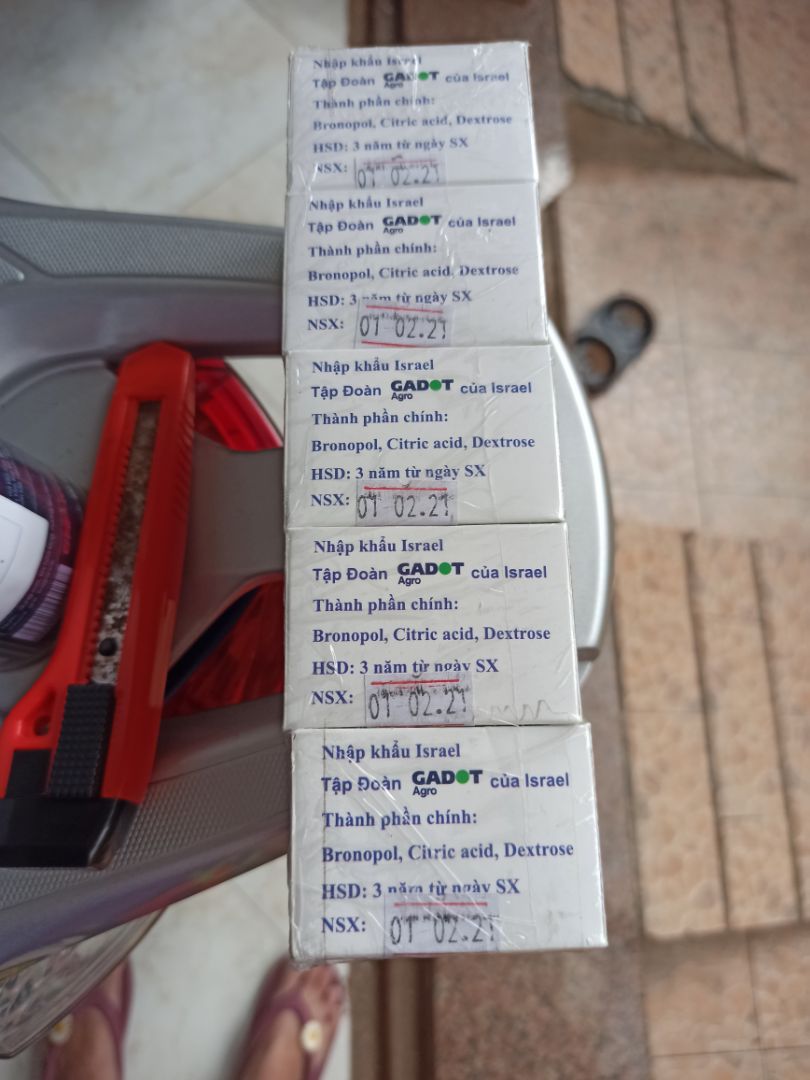 Nhập khẩu Israel
Tập Đoàn GADOT Agro của Israel
Thành phần chính:
Bronopol, Citric acid, Dextrose
HSD: 3 năm từ ngày SX
NSX: 01 02.21
Nhập khẩu Israel
Tập Đoàn GADOT Agro của Israel
Thành phần chính:
Bronopol, Citric acid, Dextrose
HSD: 3 năm từ ngày SX
NSX: 01 02.21
Nhập khẩu Israel
Tập Đoàn GADOT Agro của Israel
Thành phần chính:
Bronopol, Citric acid, Dextrose
HSD: 3 năm từ ngày SX
NSX: 01 02.21
Nhập khẩu Israel
Tập Đoàn GADOT Agro của Israel
Thành phần chính:
Bronopol, Citric acid, Dextrose
HSD: 3 năm từ ngày SX
NSX: 01 02.21
Nhập khẩu Israel
Tập Đoàn GADOT Agro của Israel
Thành phần chính:
Bronopol, Citric acid, Dextrose
HSD: 3 năm từ ngày SX
NSX: 01 02.21